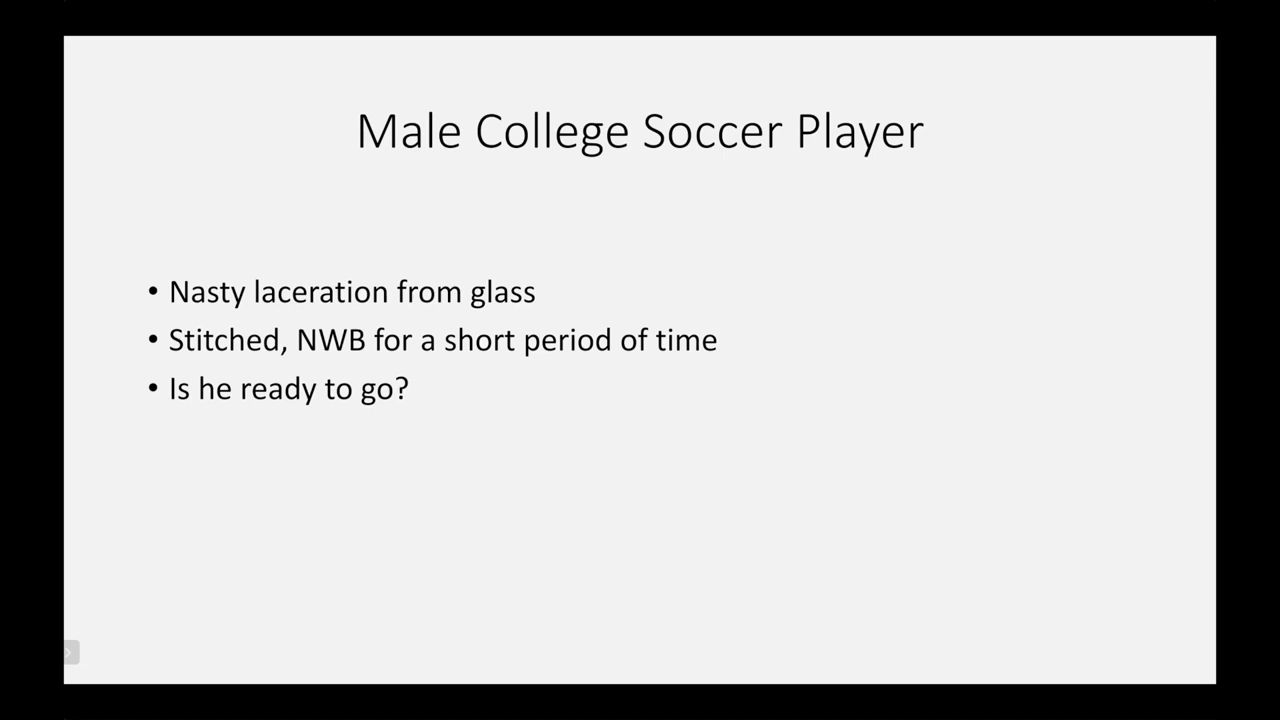 Male College Soccer Player
• Nasty laceration from glass
• Stitched, NWB for a short period of time
• Is he ready to go?